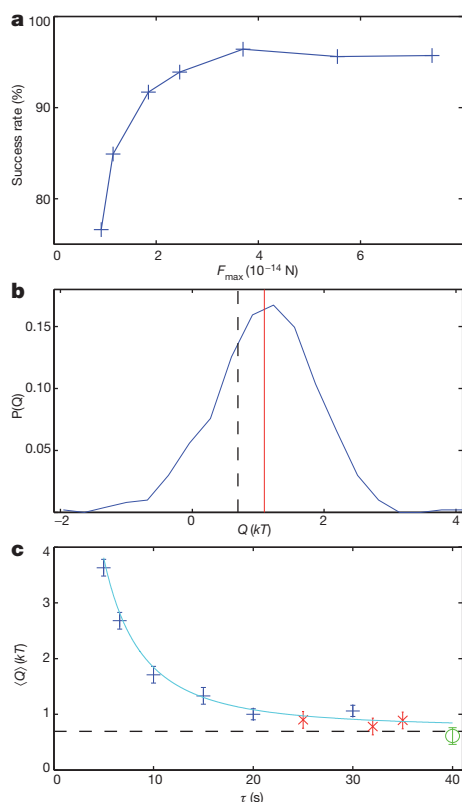 a
100
90
80
Success rate (%)
0 2 4 6 8
F_max (10⁻¹⁴ N)
b
0.15
0.10
0.05
P(Q)
–2 0 2 4
Q (kT)
c
4
3
2
1
0
⟨Q⟩ (kT)
0 10 20 30 40
τ (s)